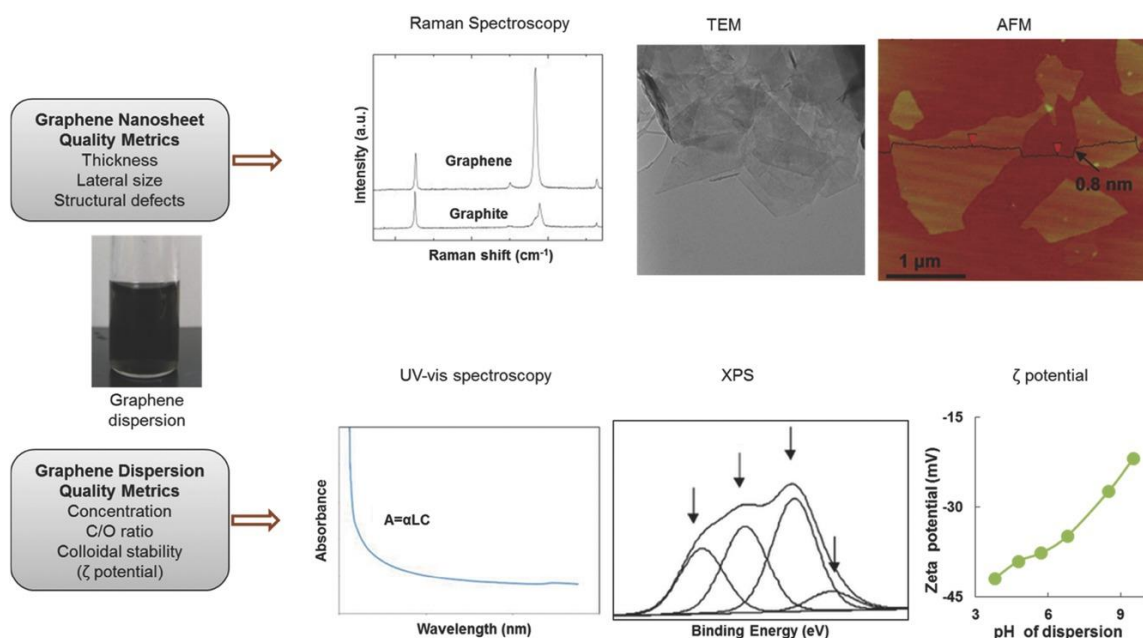 Raman Spectroscopy
TEM
AFM
Graphene Nanosheet
Quality Metrics
Thickness
Lateral size
Structural defects
Intensity (a.u.)
Graphene
Graphite
Raman shift (cm⁻¹)
0.8 nm
1 µm
Graphene
dispersion
UV-vis spectroscopy
XPS
ζ potential
Graphene Dispersion
Quality Metrics
Concentration
C/O ratio
Colloidal stability
(ζ potential)
Absorbance
A=αLC
Wavelength (nm)
Binding Energy (eV)
Zeta potential (mV)
-15
-30
-45
3 6 9
pH of dispersion